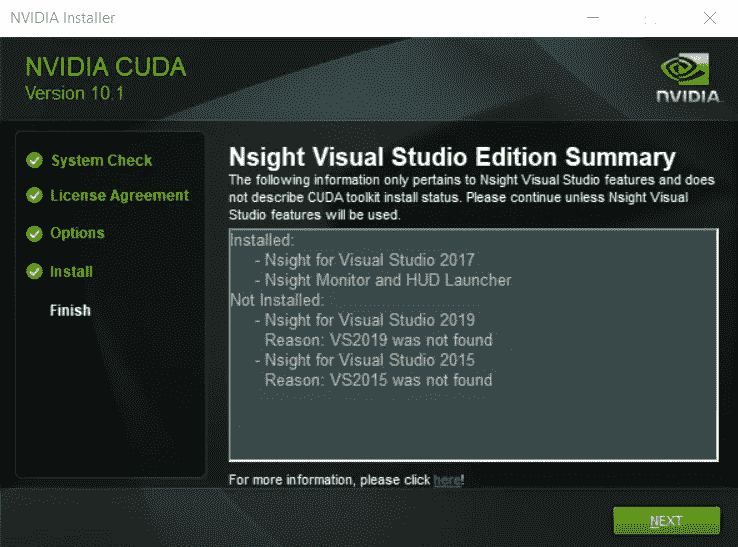 NVIDIA Installer
NVIDIA CUDA
Version 10.1
NVIDIA.
System Check
License Agreement
Options
Install
Finish
Nsight Visual Studio Edition Summary
The following information only pertains to Nsight Visual Studio features and does
not describe CUDA toolkit install status. Please continue unless Nsight Visual
Studio features will be used.
Installed:
- Nsight for Visual Studio 2017
- Nsight Monitor and HUD Launcher
Not Installed:
- Nsight for Visual Studio 2019
Reason: VS2019 was not found
- Nsight for Visual Studio 2015
Reason: VS2015 was not found
For more information, please click here!
NEXT